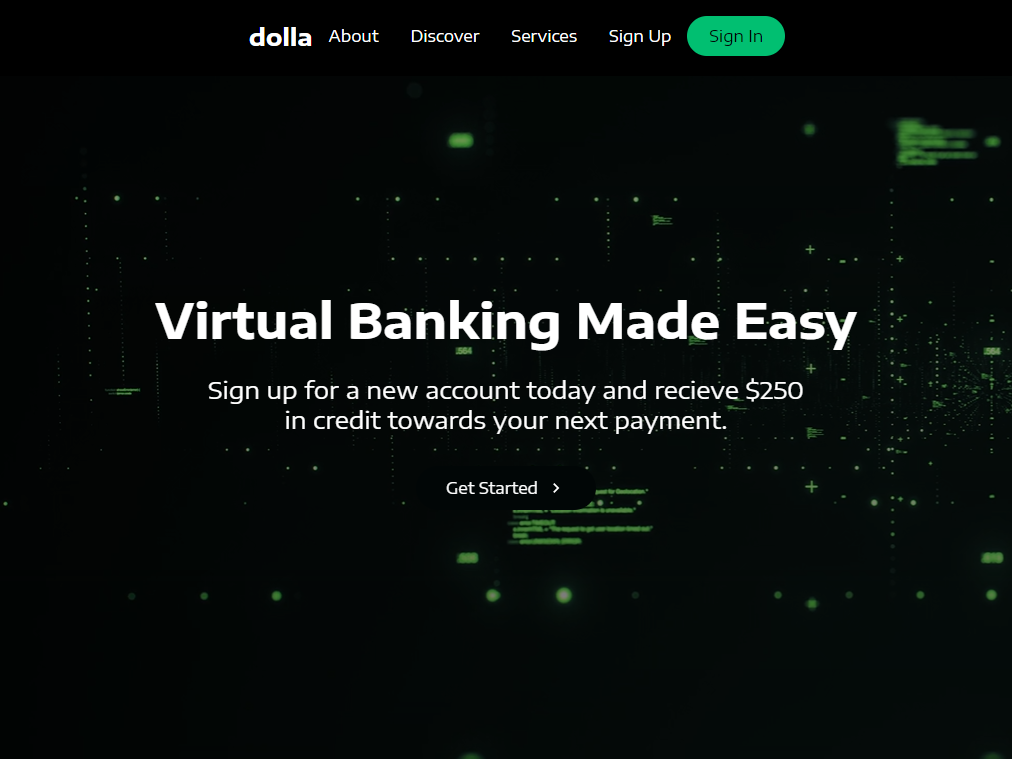 dolla About Discover Services Sign Up Sign In
Virtual Banking Made Easy
Sign up for a new account today and recieve $250
in credit towards your next payment.
Get Started